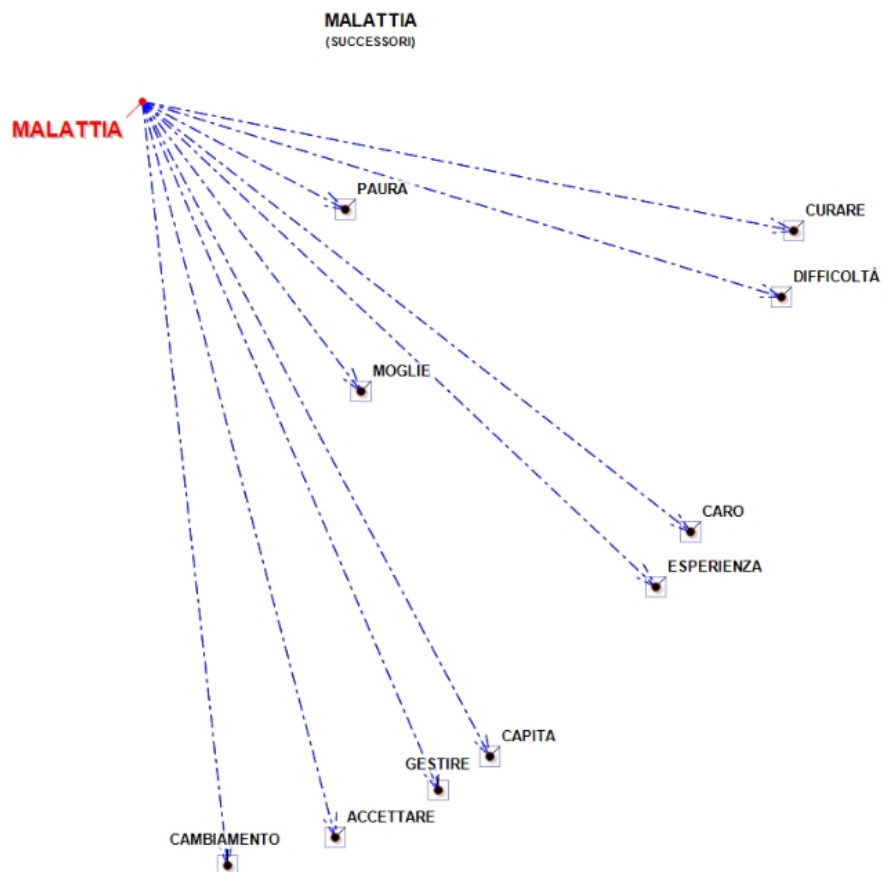 MALATTIA
(SUCCESSORI)
MALATTIA
PAURA
CURARE
DIFFICOLTÀ
MOGLIE
CARO
ESPERIENZA
CAPITA
GESTIRE
ACCETTARE
CAMBIAMENTO